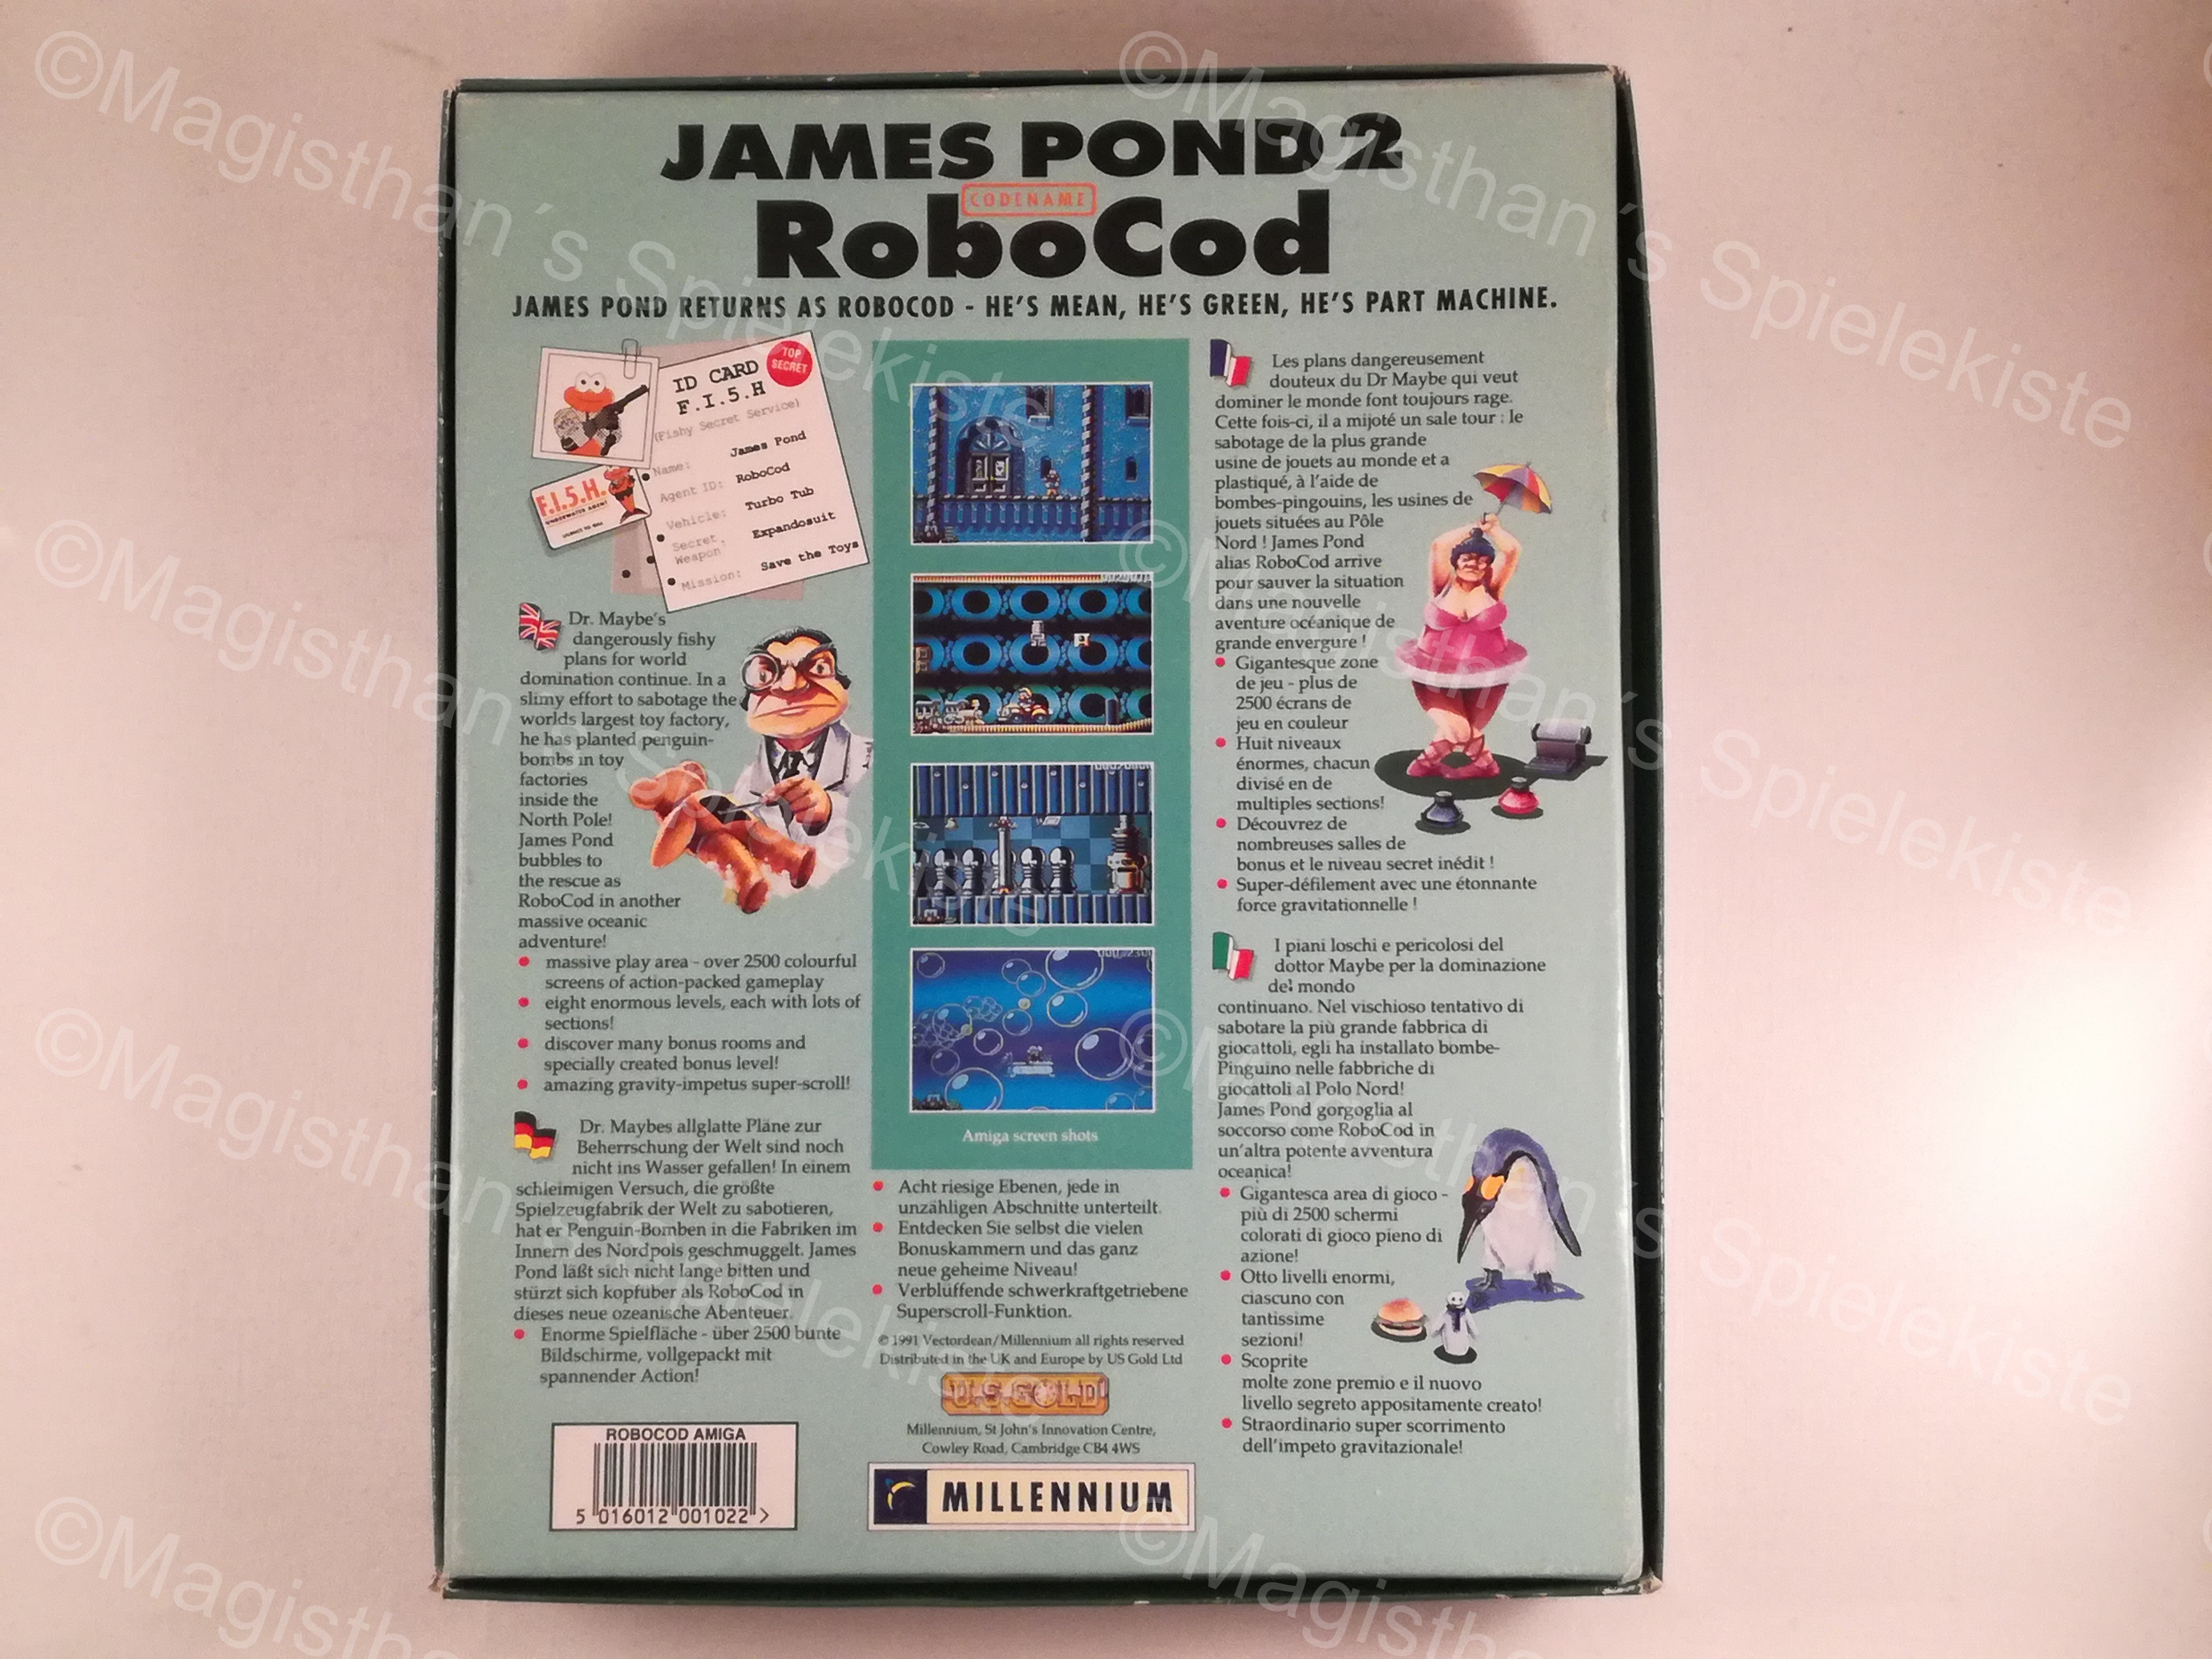 JAMES POND 2
CODENAME
RoboCod
JAMES POND RETURNS AS ROBOCOD - HE'S MEAN, HE'S GREEN, HE'S PART MACHINE.
TOP
SECRET
ID CARD
F.I.5.H
(Fishy Secret Service)
Name: James Pond
Agent ID: RoboCod
Vehicle: Turbo Tub
Secret Weapon Expandosuit
Mission: Save the Toys
F.I.5.H.
UNDERWATER AGENT
Dr. Maybe's
dangerously fishy
plans for world
domination continue. In a
slimy effort to sabotage the
worlds largest toy factory,
he has planted penguin-
bombs in toy
factories
inside the
North Pole!
James Pond
bubbles to
the rescue as
RoboCod in another
massive oceanic
adventure!
massive play area - over 2500 colourful
screens of action-packed gameplay
eight enormous levels, each with lots of
sections!
discover many bonus rooms and
specially created bonus level!
amazing gravity-impetus super-scroll!
Dr. Maybes allglatte Pläne zur
Beherrschung der Welt sind noch
nicht ins Wasser gefallen! In einem
schleimigen Versuch, die größte
Spielzeugfabrik der Welt zu sabotieren,
hat er Penguin-Bomben in die Fabriken im
Innern des Nordpols geschmuggelt. James
Pond läßt sich nicht lange bitten und
stürzt sich kopfüber als RoboCod in
dieses neue ozeanische Abenteuer.
Enorme Spielfläche - über 2500 bunte
Bildschirme, vollgepackt mit
spannender Action!
ROBOCOD AMIGA
5 016012 001022 >
Amiga screen shots
Acht riesige Ebenen, jede in
unzähligen Abschnitte unterteilt.
Entdecken Sie selbst die vielen
Bonuskammern und das ganz
neue geheime Niveau!
Verblüffende schwerkraftgetriebene
Superscroll-Funktion.
© 1991 Vectordean/Millennium all rights reserved
Distributed in the UK and Europe by US Gold Ltd
U.S. GOLD
Millennium, St John's Innovation Centre,
Cowley Road, Cambridge CB4 4WS
MILLENNIUM
Les plans dangereusement
douteux du Dr Maybe qui veut
dominer le monde font toujours rage.
Cette fois-ci, il a mijoté un sale tour : le
sabotage de la plus grande
usine de jouets au monde et a
plastiqué, à l'aide de
bombes-pingouins, les usines de
jouets situées au Pôle
Nord ! James Pond
alias RoboCod arrive
pour sauver la situation
dans une nouvelle
aventure océanique de
grande envergure !
Gigantesque zone
de jeu - plus de
2500 écrans de
jeu en couleur
Huit niveaux
énormes, chacun
divisé en de
multiples sections!
Découvrez de
nombreuses salles de
bonus et le niveau secret inédit !
Super-défilement avec une étonnante
force gravitationnelle !
I piani loschi e pericolosi del
dottor Maybe per la dominazione
del mondo
continuano. Nel vischioso tentativo di
sabotare la più grande fabbrica di
giocattoli, egli ha installato bombe-
Pinguino nelle fabbriche di
giocattoli al Polo Nord!
James Pond gorgoglia al
soccorso come RoboCod in
un'altra potente avventura
oceanica!
Gigantesca area di gioco -
più di 2500 schermi
colorati di gioco pieno di
azione!
Otto livelli enormi,
ciascuno con
tantissime
sezioni!
Scoprite
molte zone premio e il nuovo
livello segreto appositamente creato!
Straordinario super scorrimento
dell'impeto gravitazionale!
©Magisthan´s Spielekiste
©Magisthan´s Spielekiste
©Magisthan´s Spielekiste
©Magisthan´s Spielekiste
©Magisthan´s Spielekiste
©Magisthan´s Spielekiste
©Magisthan´s
©Magisthan´s